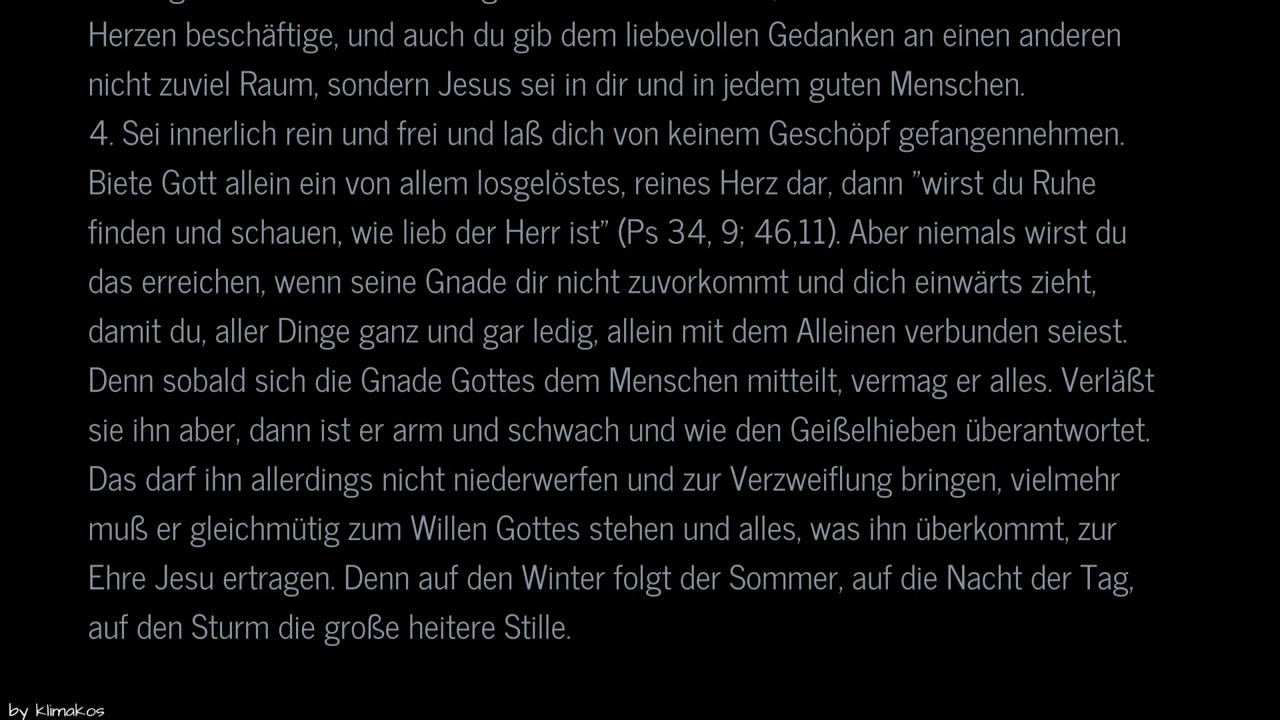 Herzen beschäftige, und auch du gib dem liebevollen Gedanken an einen anderen
nicht zuviel Raum, sondern Jesus sei in dir und in jedem guten Menschen.
4. Sei innerlich rein und frei und laß dich von keinem Geschöpf gefangennehmen.
Biete Gott allein ein von allem losgelöstes, reines Herz dar, dann ”wirst du Ruhe
finden und schauen, wie lieb der Herr ist” (Ps 34, 9; 46,11). Aber niemals wirst du
das erreichen, wenn seine Gnade dir nicht zuvorkommt und dich einwärts zieht,
damit du, aller Dinge ganz und gar ledig, allein mit dem Alleinen verbunden seiest.
Denn sobald sich die Gnade Gottes dem Menschen mitteilt, vermag er alles. Verläßt
sie ihn aber, dann ist er arm und schwach und wie den Geißelhieben überantwortet.
Das darf ihn allerdings nicht niederwerfen und zur Verzweiflung bringen, vielmehr
muß er gleichmütig zum Willen Gottes stehen und alles, was ihn überkommt, zur
Ehre Jesu ertragen. Denn auf den Winter folgt der Sommer, auf die Nacht der Tag,
auf den Sturm die große heitere Stille.
by klimakos